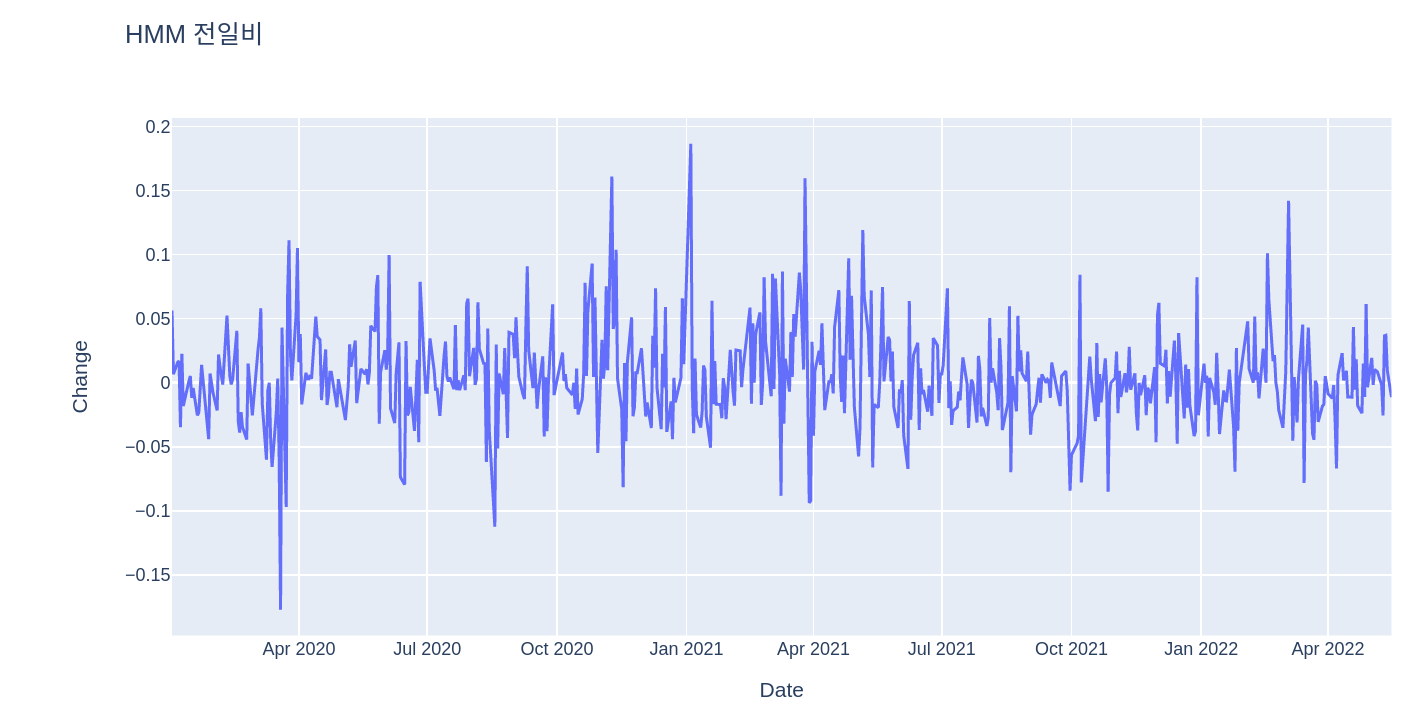 HMM 전일비
0.2
0.15
0.1
0.05
0
−0.05
−0.1
−0.15
Change
Apr 2020
Jul 2020
Oct 2020
Jan 2021
Apr 2021
Jul 2021
Oct 2021
Jan 2022
Apr 2022
Date